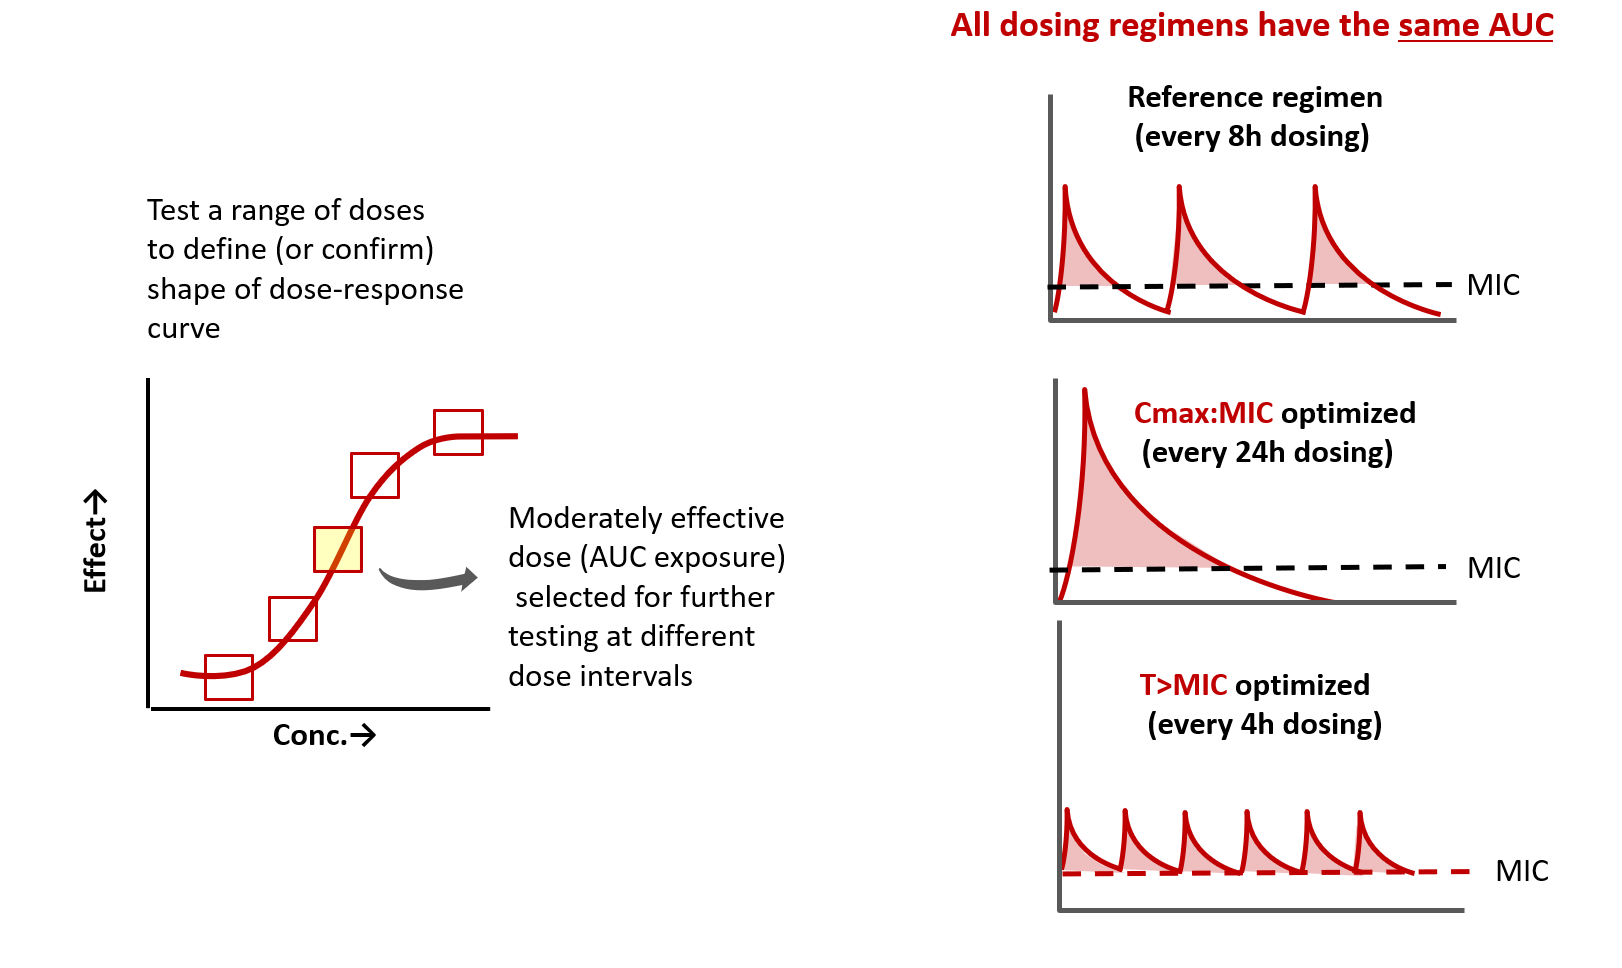 All dosing regimens have the same AUC
Test a range of doses
to define (or confirm)
shape of dose-response
curve
Effect→
Conc.→
Moderately effective
dose (AUC exposure)
selected for further
testing at different
dose intervals
Reference regimen
(every 8h dosing)
MIC
Cmax:MIC optimized
(every 24h dosing)
MIC
T>MIC optimized
(every 4h dosing)
MIC